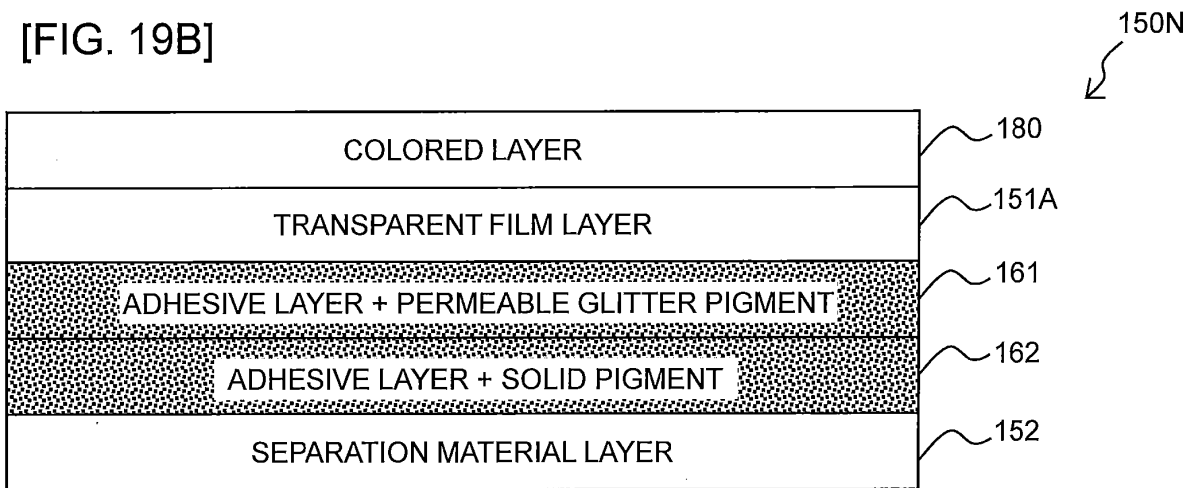 [FIG. 19B]
150N
COLORED LAYER
180
TRANSPARENT FILM LAYER
151A
ADHESIVE LAYER + PERMEABLE GLITTER PIGMENT
161
ADHESIVE LAYER + SOLID PIGMENT
162
SEPARATION MATERIAL LAYER
152